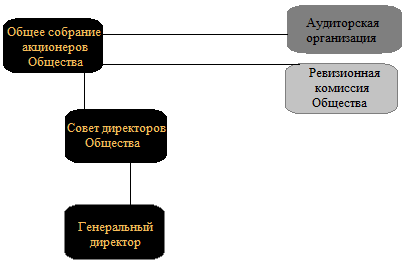 Общее собрание
акционеров
Общества
Аудиторская
организация
Ревизионная
комиссия
Общества
Совет директоров
Общества
Генеральный
директор